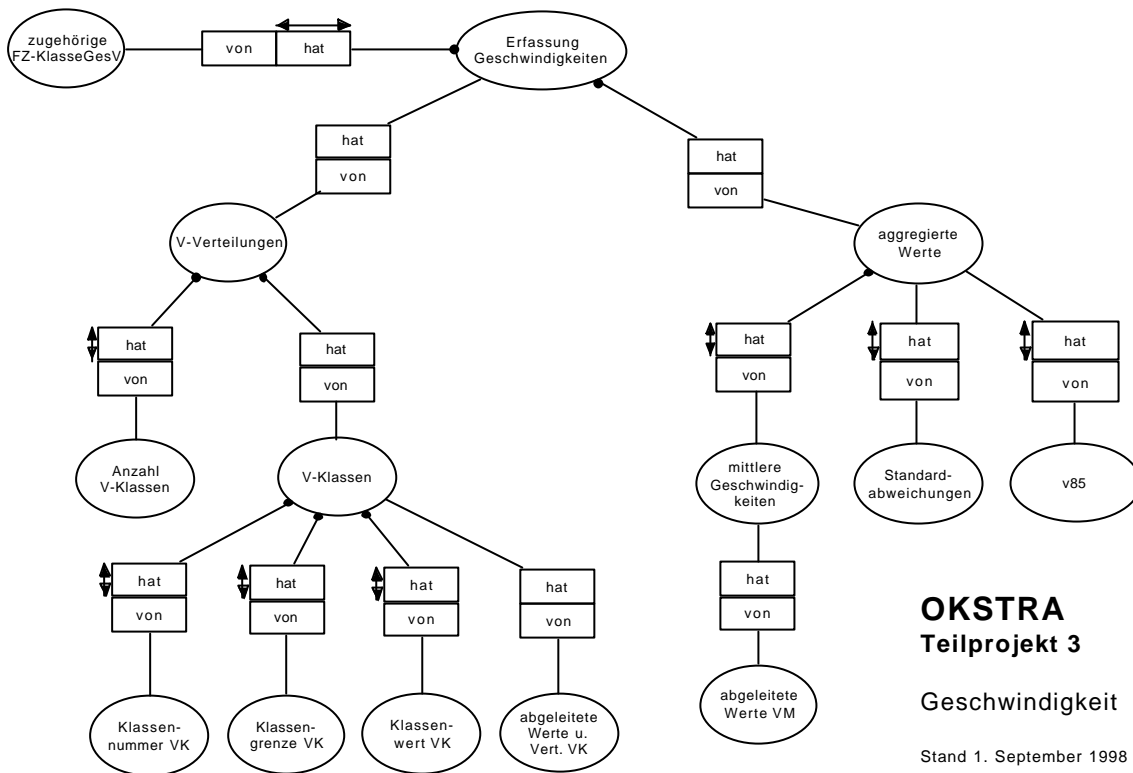 zugehörige
FZ-KlasseGesV
von
hat
Erfassung
Geschwindigkeiten
hat
von
hat
von
V-Verteilungen
aggregierte
Werte
hat
von
hat
von
hat
von
hat
von
hat
von
Anzahl
V-Klassen
V-Klassen
mittlere
Geschwindig-
keiten
Standard-
abweichungen
v85
hat
von
hat
von
hat
von
hat
von
hat
von
Klassen-
nummer VK
Klassen-
grenze VK
Klassen-
wert VK
abgeleitete
Werte u.
Vert. VK
abgeleitete
Werte VM
OKSTRA
Teilprojekt 3
Geschwindigkeit
Stand 1. September 1998